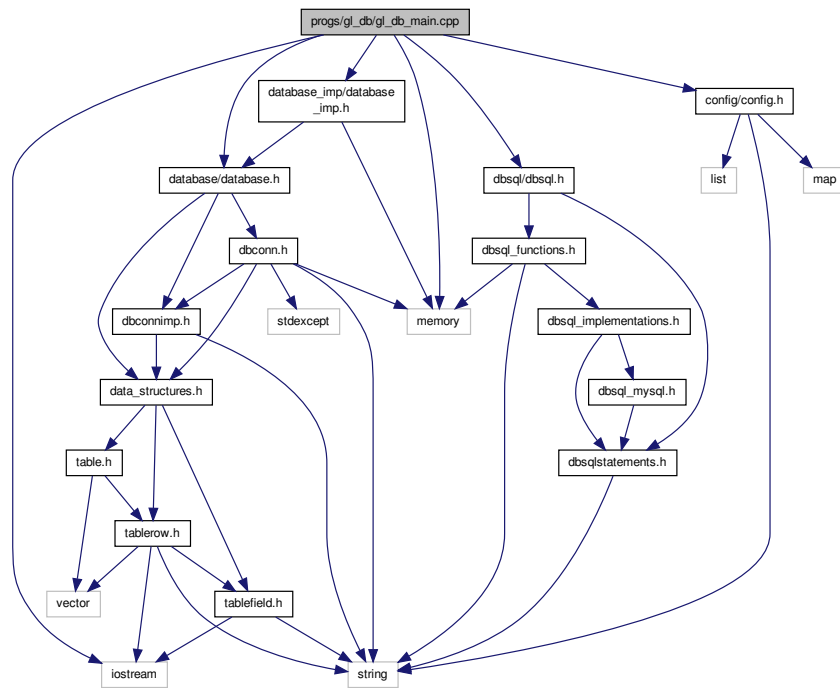 progs/gl_db/gl_db_main.cpp
database_imp/database
_imp.h
config/config.h
database/database.h
dbsql/dbsql.h
list
map
dbconn.h
dbsql_functions.h
dbconnimp.h
stdexcept
memory
dbsql_implementations.h
data_structures.h
dbsql_mysql.h
table.h
dbsqlstatements.h
tablerow.h
vector
tablefield.h
iostream
string